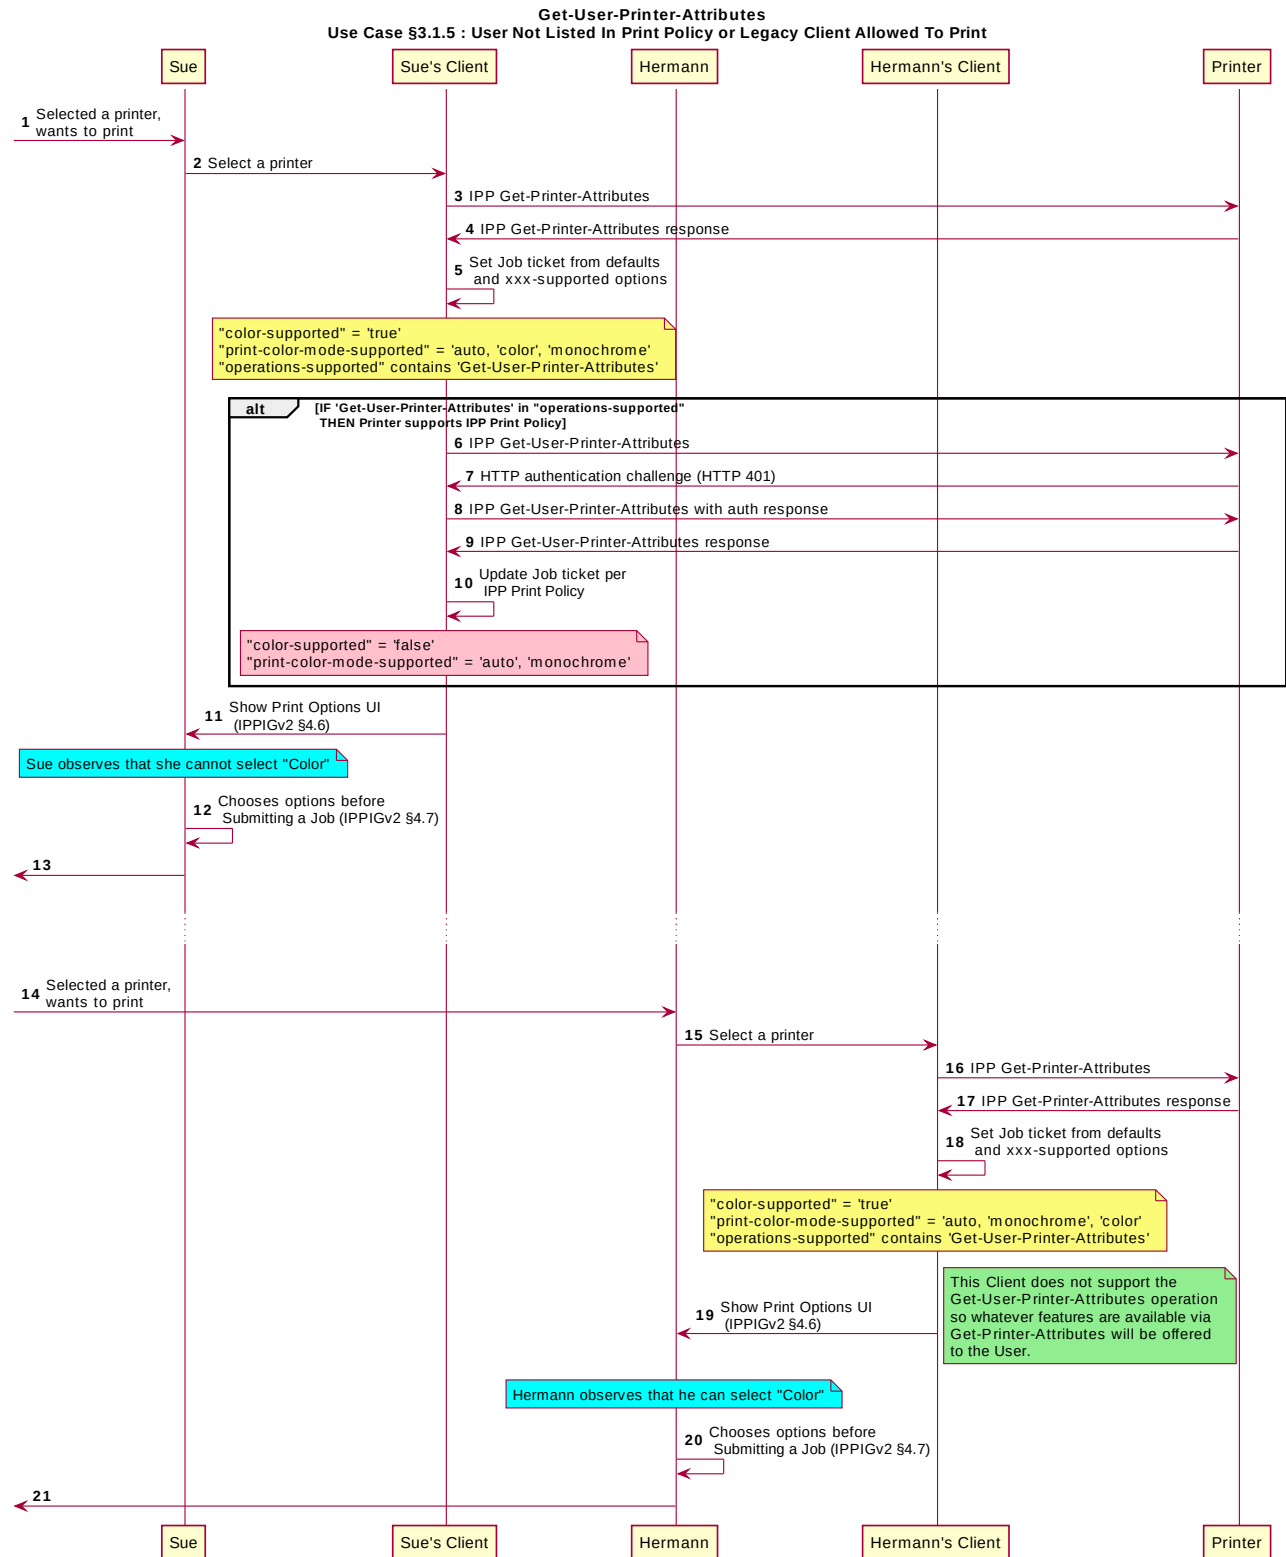 Get-User-Printer-Attributes
Use Case §3.1.5 : User Not Listed In Print Policy or Legacy Client Allowed To Print
Sue
Sue's Client
Hermann
Hermann's Client
Printer
1 Selected a printer,
wants to print
2 Select a printer
3 IPP Get-Printer-Attributes
4 IPP Get-Printer-Attributes response
5 Set Job ticket from defaults
and xxx-supported options
"color-supported" = 'true'
"print-color-mode-supported" = 'auto, 'color', 'monochrome'
"operations-supported" contains 'Get-User-Printer-Attributes'
alt [IF 'Get-User-Printer-Attributes' in "operations-supported"
THEN Printer supports IPP Print Policy]
6 IPP Get-User-Printer-Attributes
7 HTTP authentication challenge (HTTP 401)
8 IPP Get-User-Printer-Attributes with auth response
9 IPP Get-User-Printer-Attributes response
10 Update Job ticket per
IPP Print Policy
"color-supported" = 'false'
"print-color-mode-supported" = 'auto', 'monochrome'
11 Show Print Options UI
(IPPIGv2 §4.6)
Sue observes that she cannot select "Color"
12 Chooses options before
Submitting a Job (IPPIGv2 §4.7)
13
14 Selected a printer,
wants to print
15 Select a printer
16 IPP Get-Printer-Attributes
17 IPP Get-Printer-Attributes response
18 Set Job ticket from defaults
and xxx-supported options
"color-supported" = 'true'
"print-color-mode-supported" = 'auto, 'monochrome', 'color'
"operations-supported" contains 'Get-User-Printer-Attributes'
This Client does not support the
Get-User-Printer-Attributes operation
so whatever features are available via
Get-Printer-Attributes will be offered
to the User.
19 Show Print Options UI
(IPPIGv2 §4.6)
Hermann observes that he can select "Color"
20 Chooses options before
Submitting a Job (IPPIGv2 §4.7)
21
Sue
Sue's Client
Hermann
Hermann's Client
Printer